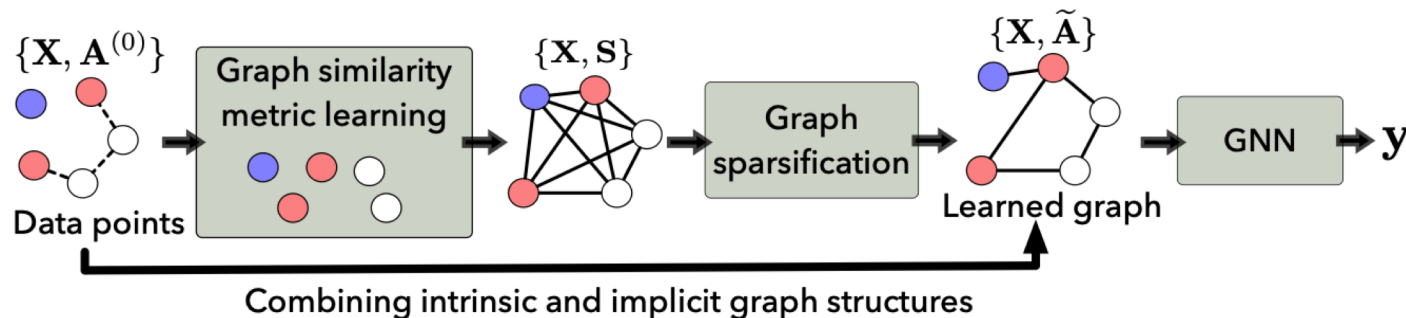 {X, A^(0)}
Data points
Graph similarity
metric learning
{X, S}
Graph
sparsification
{X, Ã}
Learned graph
GNN
y
Combining intrinsic and implicit graph structures